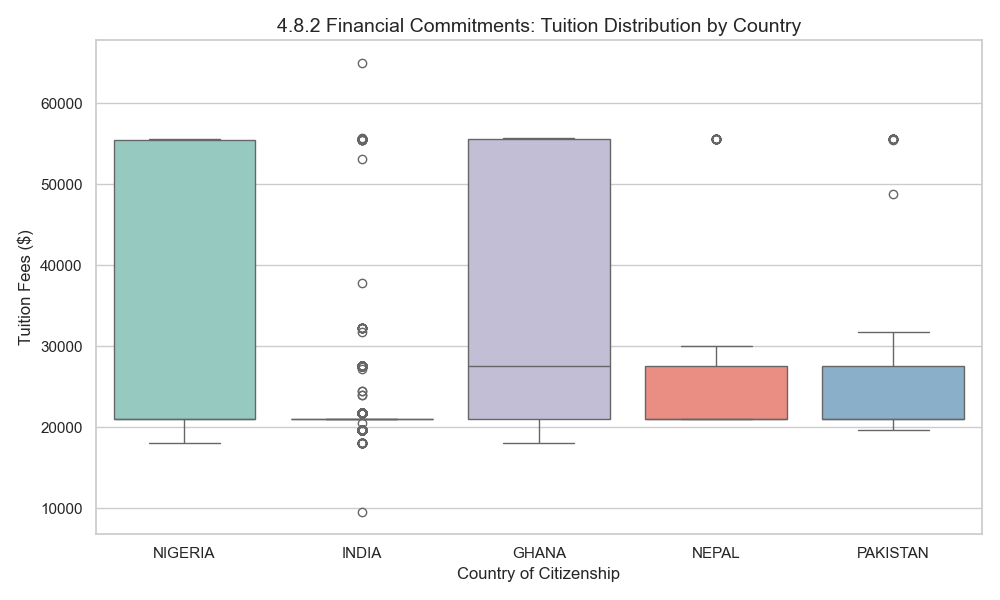 4.8.2 Financial Commitments: Tuition Distribution by Country
Tuition Fees ($)
60000
50000
40000
30000
20000
10000
NIGERIA
INDIA
GHANA
NEPAL
PAKISTAN
Country of Citizenship